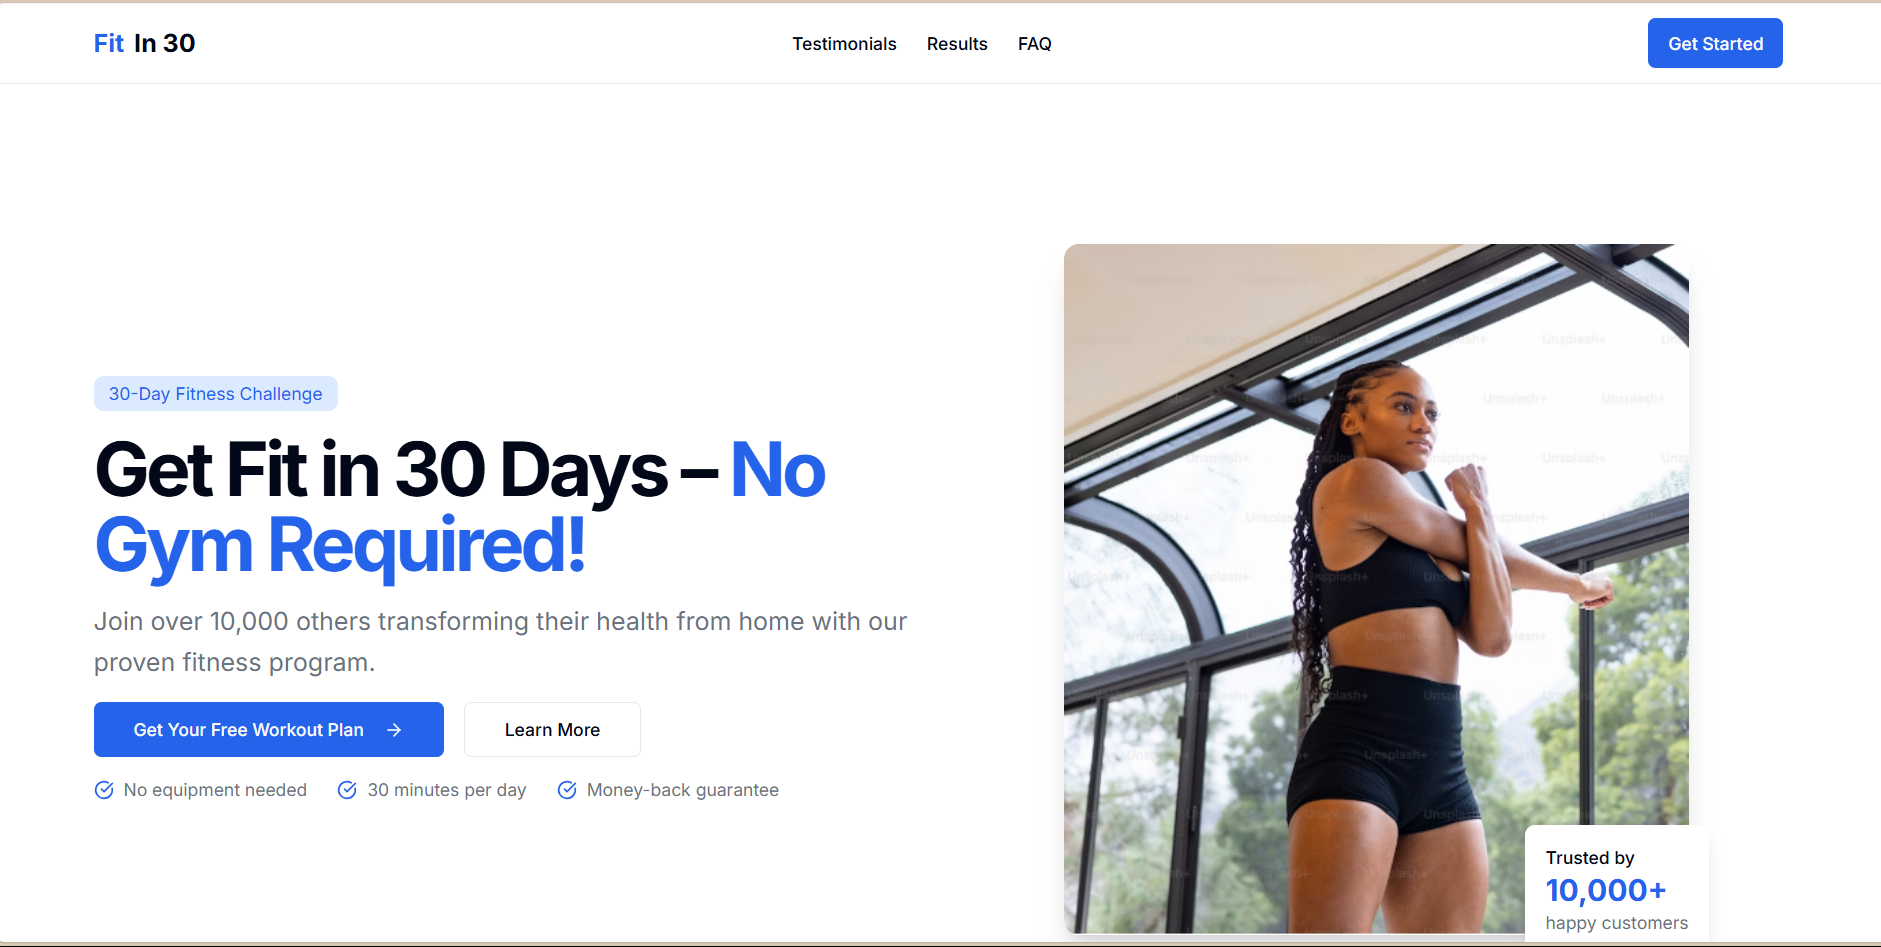 Fit In 30
Testimonials Results FAQ
Get Started
30-Day Fitness Challenge
Get Fit in 30 Days – No
Gym Required!
Join over 10,000 others transforming their health from home with our
proven fitness program.
Get Your Free Workout Plan →
Learn More
No equipment needed
30 minutes per day
Money-back guarantee
Unsplash+
Trusted by
10,000+
happy customers